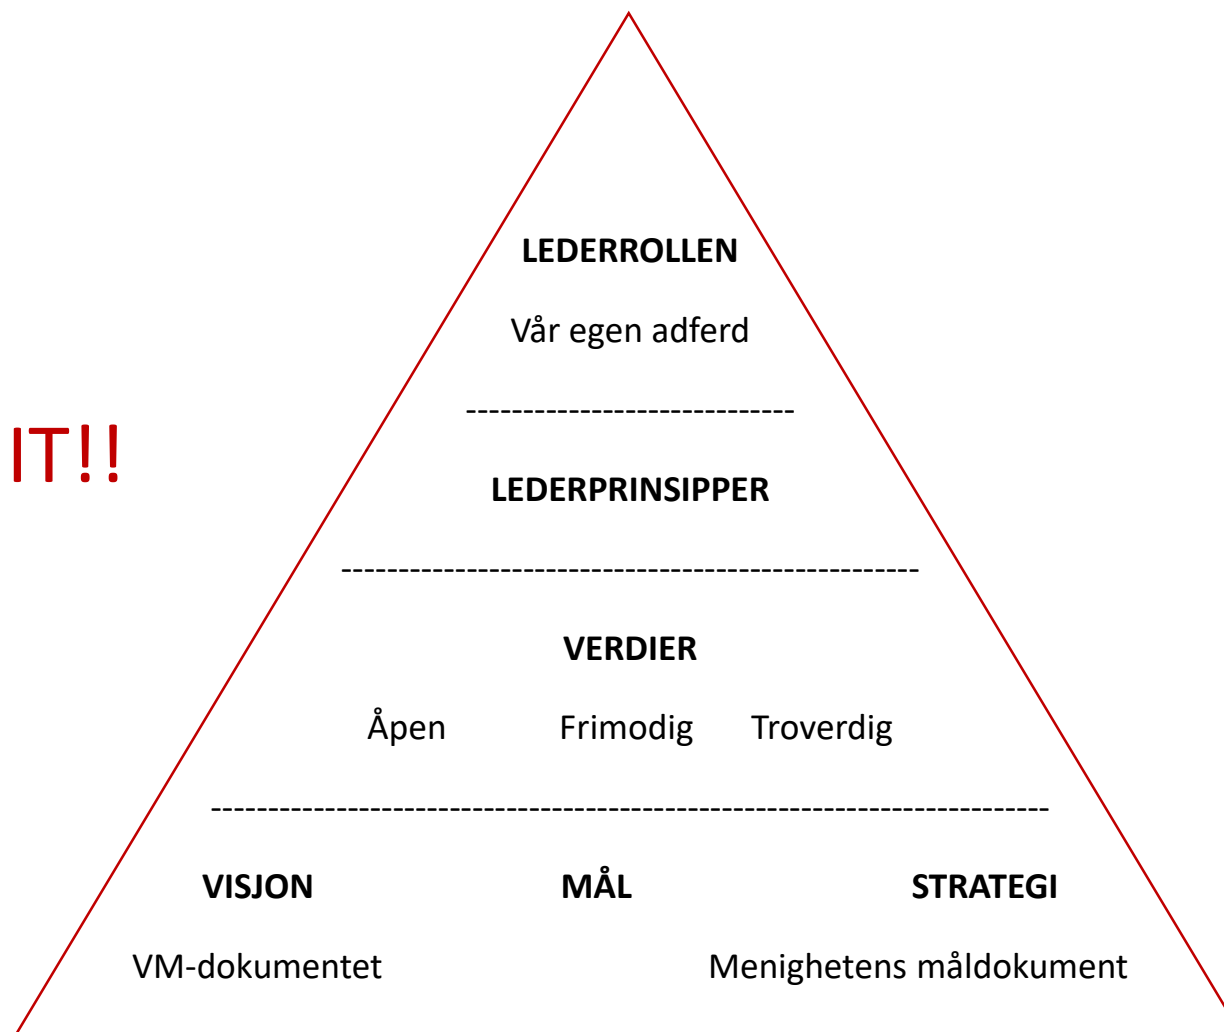 LEDERROLLEN
Vår egen adferd
----------------------------
IT!!
LEDERPRINSIPPER
--------------------------------------------------
VERDIER
Åpen Frimodig Troverdig
-------------------------------------------------------------------------
VISJON MÅL STRATEGI
VM-dokumentet Menighetens måldokument